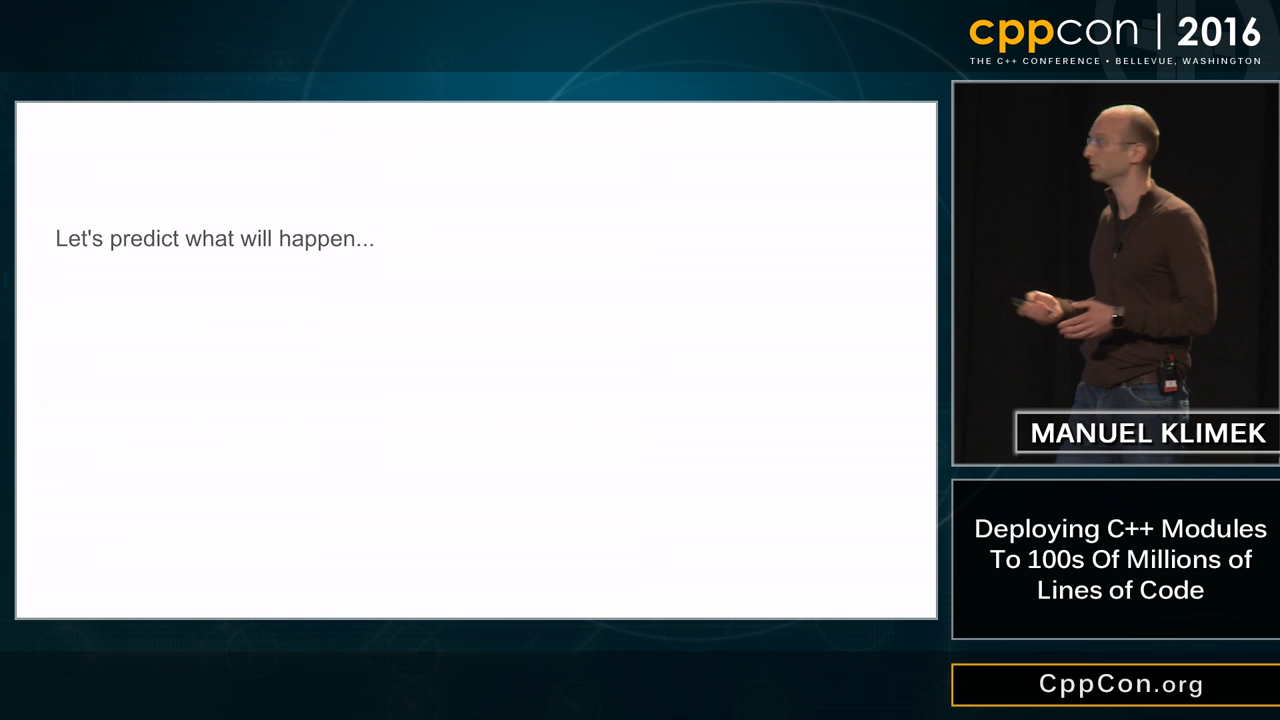 cppcon | 2016
THE C++ CONFERENCE • BELLEVUE, WASHINGTON
Let's predict what will happen...
MANUEL KLIMEK
Deploying C++ Modules
To 100s Of Millions of
Lines of Code
CppCon.org